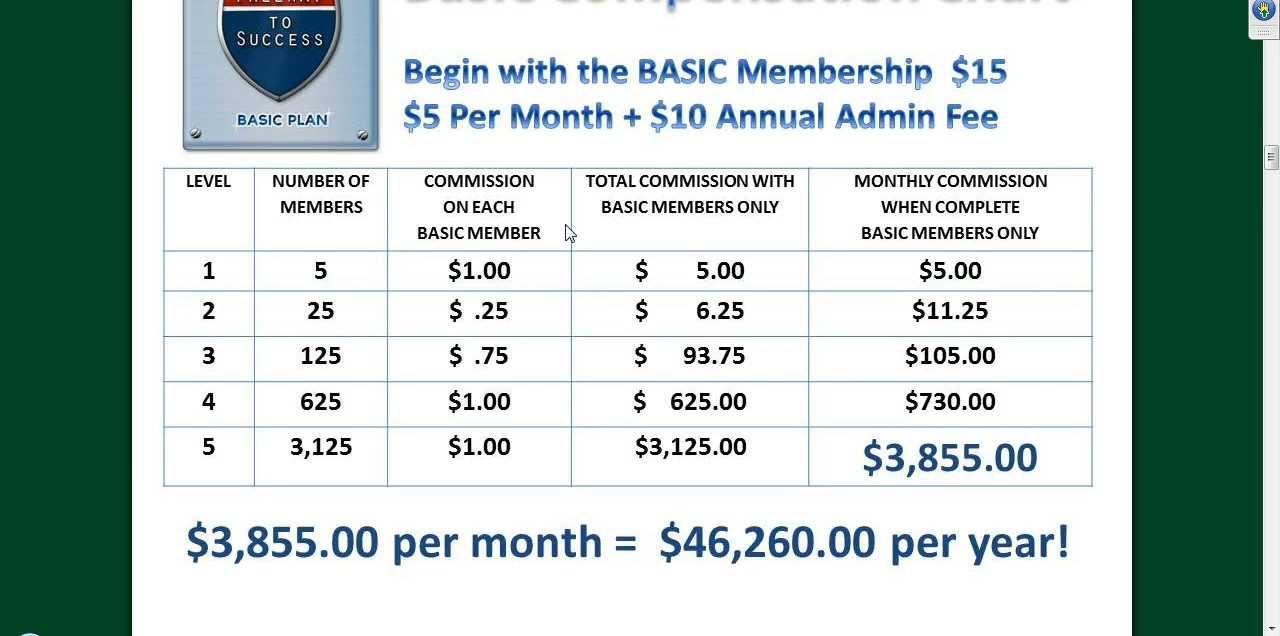 TO
SUCCESS
BASIC PLAN
Begin with the BASIC Membership $15
$5 Per Month + $10 Annual Admin Fee
LEVEL NUMBER OF MEMBERS COMMISSION ON EACH BASIC MEMBER TOTAL COMMISSION WITH BASIC MEMBERS ONLY MONTHLY COMMISSION WHEN COMPLETE BASIC MEMBERS ONLY
1 5 $1.00 $ 5.00 $5.00
2 25 $ .25 $ 6.25 $11.25
3 125 $ .75 $ 93.75 $105.00
4 625 $1.00 $ 625.00 $730.00
5 3,125 $1.00 $3,125.00 $3,855.00
$3,855.00 per month = $46,260.00 per year!